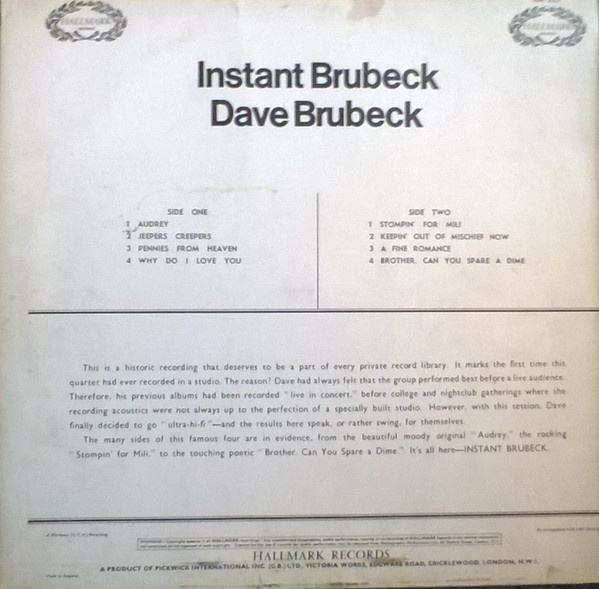 HALLMARK
HALLMARK
Instant Brubeck
Dave Brubeck
SIDE ONE
1 AUDREY
2 JEEPERS CREEPERS
3 PENNIES FROM HEAVEN
4 WHY DO I LOVE YOU
SIDE TWO
1 STOMPIN' FOR MILI
2 KEEPIN' OUT OF MISCHIEF NOW
3 A FINE ROMANCE
4 BROTHER, CAN YOU SPARE A DIME
This is a historic recording that deserves to be a part of every private record library. It marks the first time this
quartet had ever recorded in a studio. The reason? Dave had always felt that the group performed best before a live audience.
Therefore, his previous albums had been recorded "live in concert," before college and nightclub gatherings where the
recording acoustics were not always up to the perfection of a specially built studio. However, with this session, Dave
finally decided to go "ultra-hi-fi"—and the results here speak, or rather swing, for themselves.
The many sides of this famous four are in evidence, from the beautiful moody original "Audrey," the rocking
"Stompin' for Mili," to the touching poetic "Brother, Can You Spare a Dime." It's all here—INSTANT BRUBECK.
HALLMARK RECORDS
A PRODUCT OF PICKWICK INTERNATIONAL INC. (G.B.) LTD., VICTORIA WORKS, EDGWARE ROAD, CRICKLEWOOD, LONDON, N.W.2.